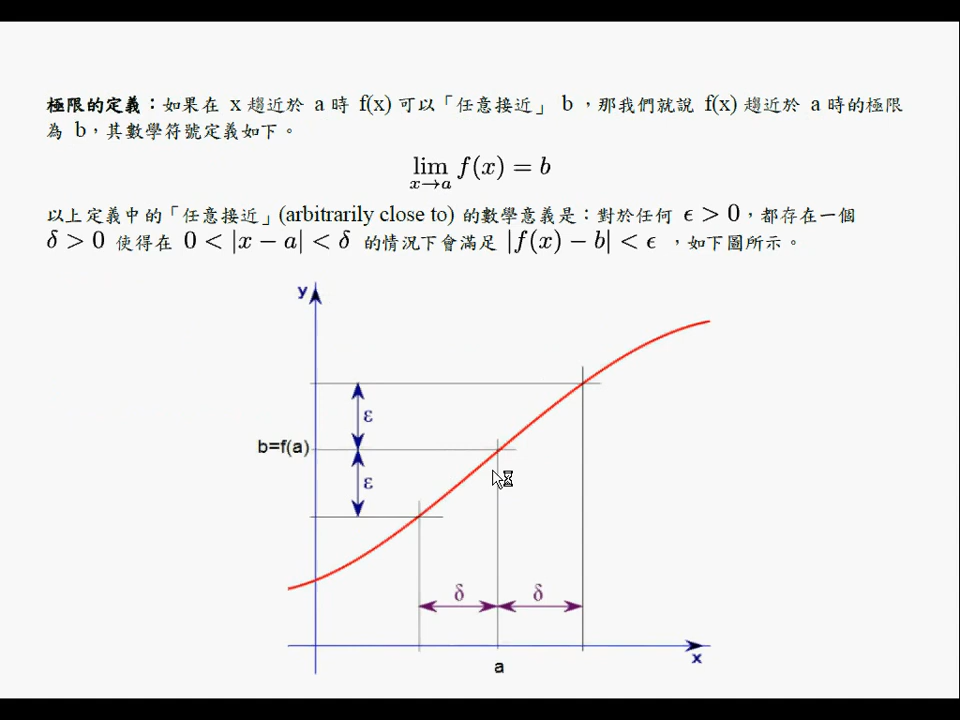 極限的定義：如果在 x 趨近於 a 時 f(x) 可以「任意接近」 b ，那我們就說 f(x) 趨近於 a 時的極限
為 b，其數學符號定義如下。
lim f(x) = b
x→a
以上定義中的「任意接近」(arbitrarily close to) 的數學意義是：對於任何 ϵ > 0，都存在一個
δ > 0 使得在 0 < |x − a| < δ 的情況下會滿足 |f(x) − b| < ϵ ，如下圖所示。
y
ε
b=f(a)
ε
δ δ
x
a